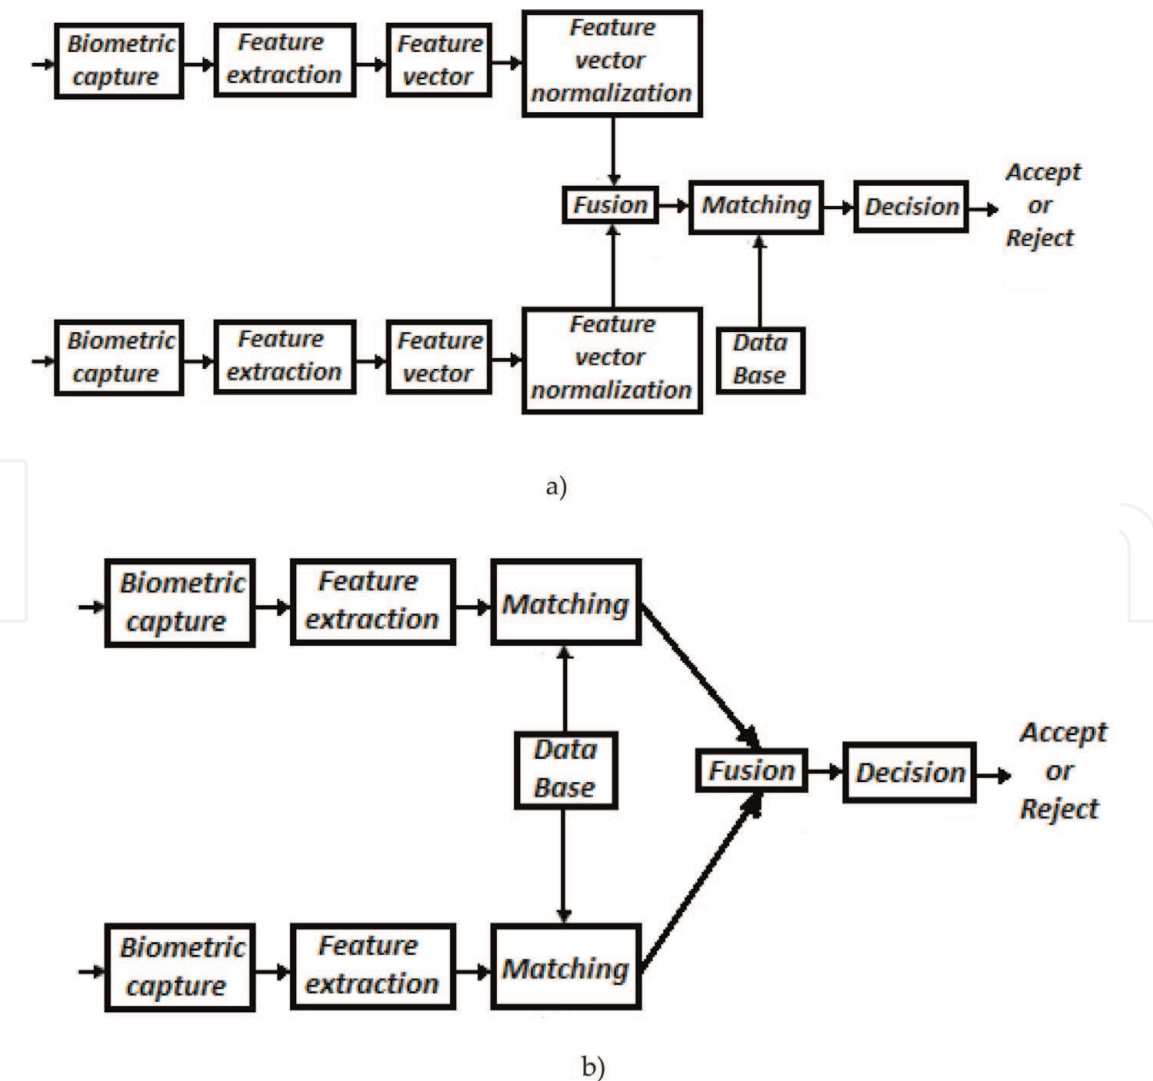 Biometric
capture
Feature
extraction
Feature
vector
Feature
vector
normalization
Fusion
Matching
Decision
Accept
or
Reject
Biometric
capture
Feature
extraction
Feature
vector
Feature
vector
normalization
Data
Base
a)
Biometric
capture
Feature
extraction
Matching
Data
Base
Fusion
Decision
Accept
or
Reject
Biometric
capture
Feature
extraction
Matching
b)